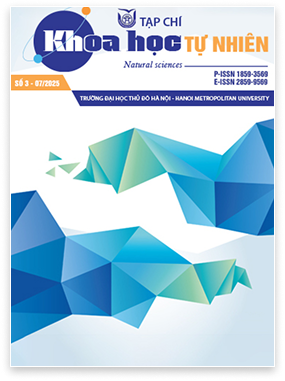 TẠP CHÍ
Khoa học TỰ NHIÊN
Natural sciences
P-ISSN 1859-3569
E-ISSN 2859-9569
SỐ 3 - 07/2025
TRƯỜNG ĐẠI HỌC THỦ ĐÔ HÀ NỘI - HANOI METROPOLITAN UNIVERSITY